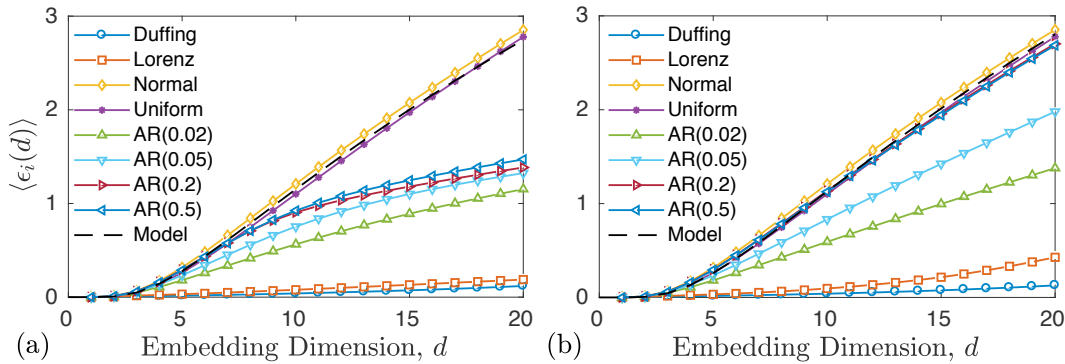 3
2
1
0
⟨ϵᵢ(d)⟩
Duffing
Lorenz
Normal
Uniform
AR(0.02)
AR(0.05)
AR(0.2)
AR(0.5)
Model
0 5 10 15 20
(a) Embedding Dimension, d
3
2
1
0
Duffing
Lorenz
Normal
Uniform
AR(0.02)
AR(0.05)
AR(0.2)
AR(0.5)
Model
0 5 10 15 20
(b) Embedding Dimension, d